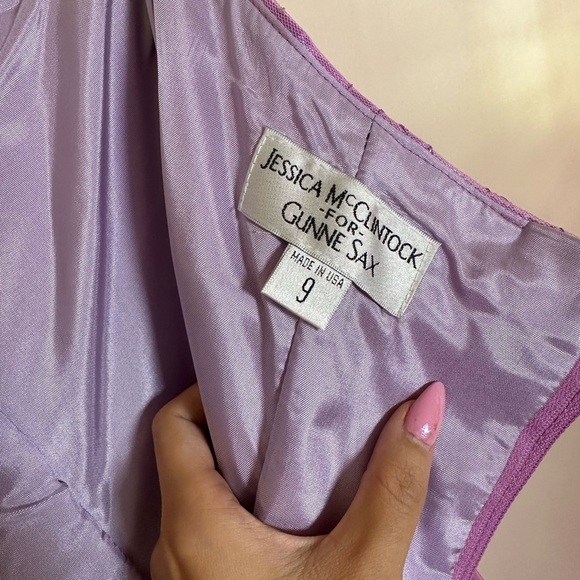 JESSICA MCCLINTOCK
-FOR-
GUNNE SAX
MADE IN USA
9